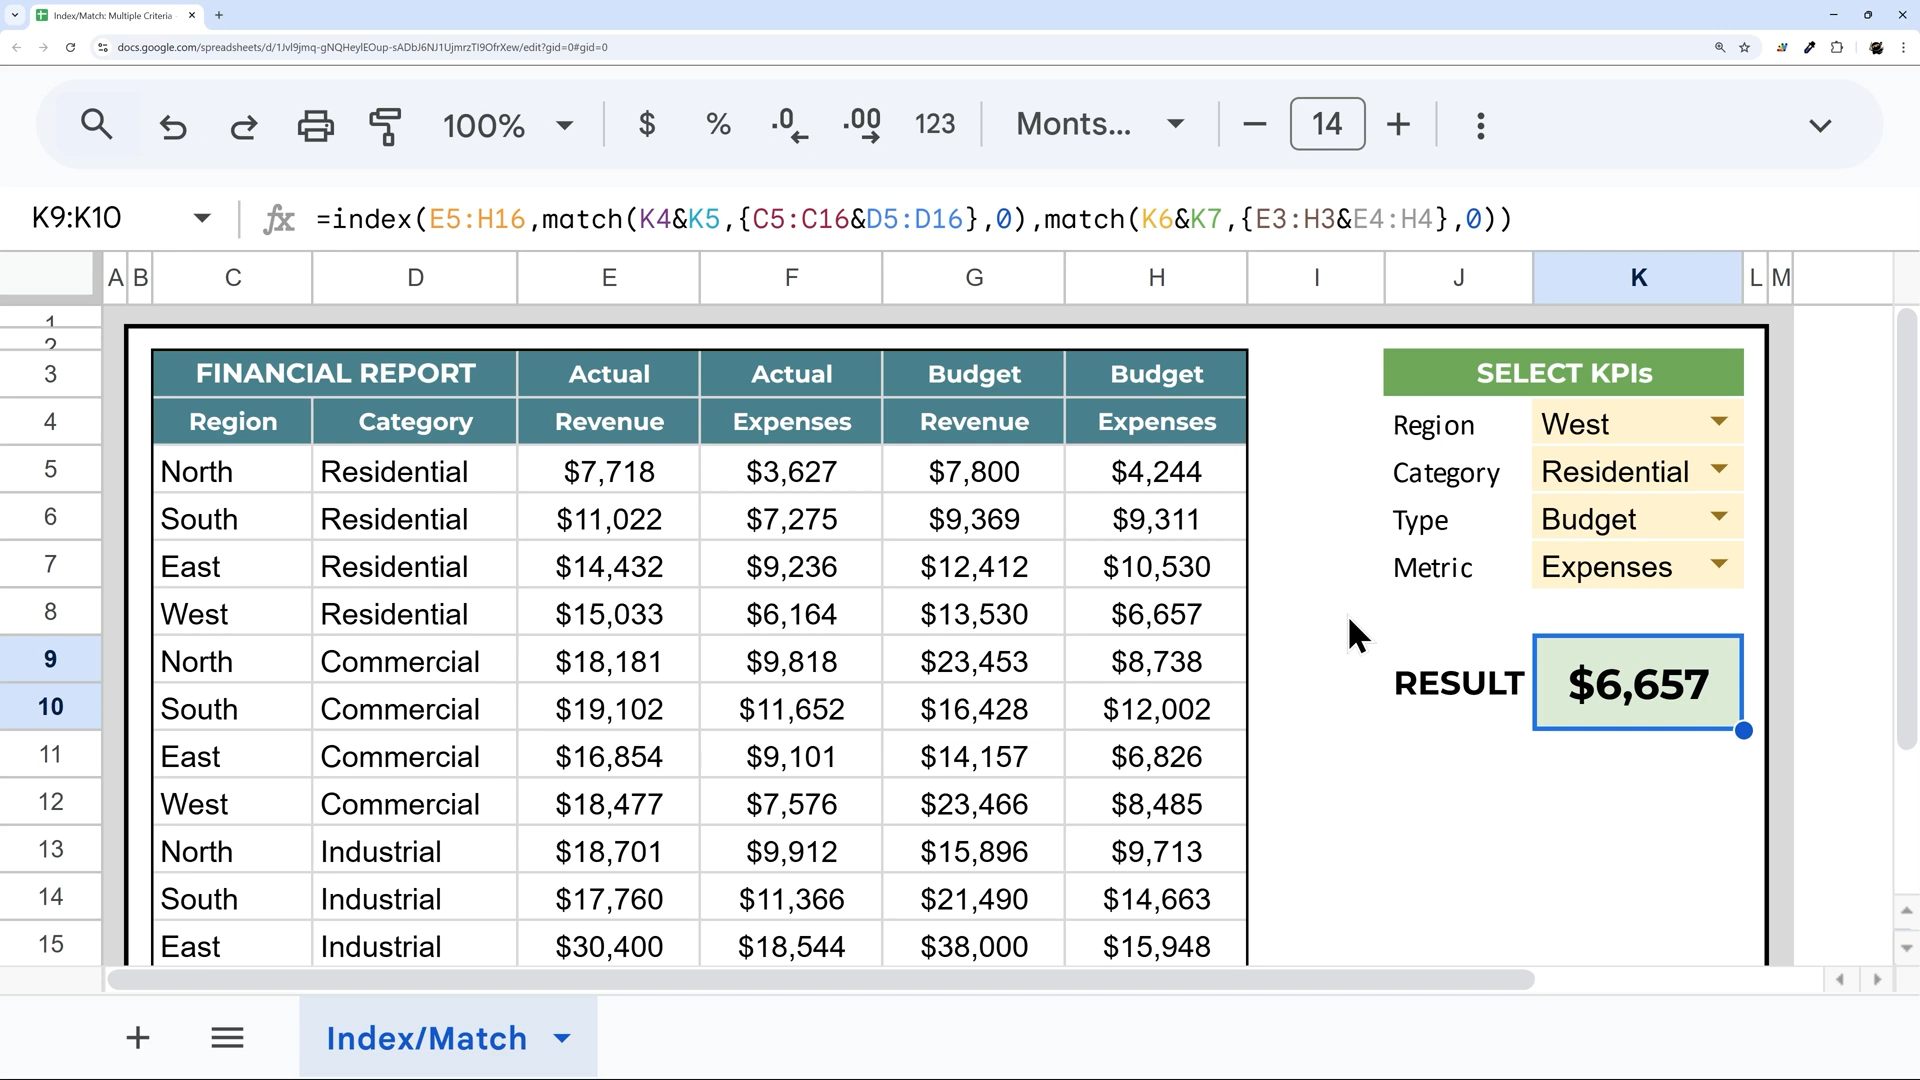 Index/Match: Multiple Criteria
docs.google.com/spreadsheets/d/1Jvl9jmq-gNQHeylEOup-sADbJ6NJ1UjmrzTI9OfrXew/edit?gid=0#gid=0
100% $ % .0 .00 123 Monts... 14
K9:K10 fx =index(E5:H16,match(K4&K5,{C5:C16&D5:D16},0),match(K6&K7,{E3:H3&E4:H4},0))
A B C D E F G H I J K L M
1
2
3 FINANCIAL REPORT Actual Actual Budget Budget SELECT KPIs
4 Region Category Revenue Expenses Revenue Expenses Region West
5 North Residential $7,718 $3,627 $7,800 $4,244 Category Residential
6 South Residential $11,022 $7,275 $9,369 $9,311 Type Budget
7 East Residential $14,432 $9,236 $12,412 $10,530 Metric Expenses
8 West Residential $15,033 $6,164 $13,530 $6,657
9 North Commercial $18,181 $9,818 $23,453 $8,738
RESULT $6,657
10 South Commercial $19,102 $11,652 $16,428 $12,002
11 East Commercial $16,854 $9,101 $14,157 $6,826
12 West Commercial $18,477 $7,576 $23,466 $8,485
13 North Industrial $18,701 $9,912 $15,896 $9,713
14 South Industrial $17,760 $11,366 $21,490 $14,663
15 East Industrial $30,400 $18,544 $38,000 $15,948
Index/Match